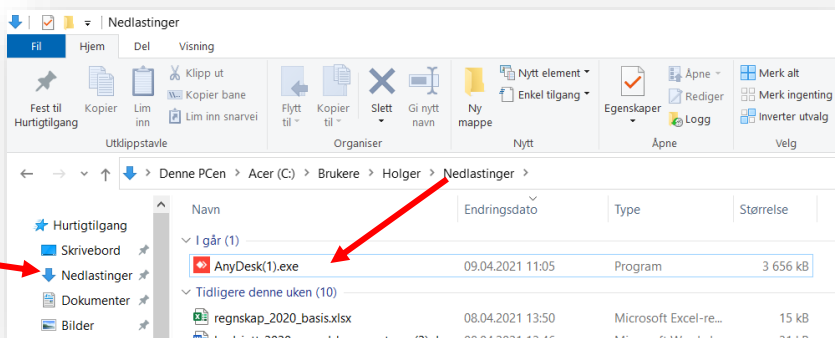 Nedlastinger
Fil Hjem Del Visning
Fest til Hurtigtilgang
Kopier
Lim inn
Klipp ut
Kopier bane
Lim inn snarvei
Utklippstavle
Flytt til
Kopier til
Slett
Gi nytt navn
Organiser
Ny mappe
Nytt element
Enkel tilgang
Nytt
Egenskaper
Åpne
Rediger
Logg
Åpne
Merk alt
Merk ingenting
Inverter utvalg
Velg
Denne PCen > Acer (C:) > Brukere > Holger > Nedlastinger >
Navn Endringsdato Type Størrelse
Hurtigtilgang
Skrivebord
Nedlastinger
Dokumenter
Bilder
I går (1)
AnyDesk(1).exe 09.04.2021 11:05 Program 3 656 kB
Tidligere denne uken (10)
regnskap_2020_basis.xlsx 08.04.2021 13:50 Microsoft Excel-re... 15 kB